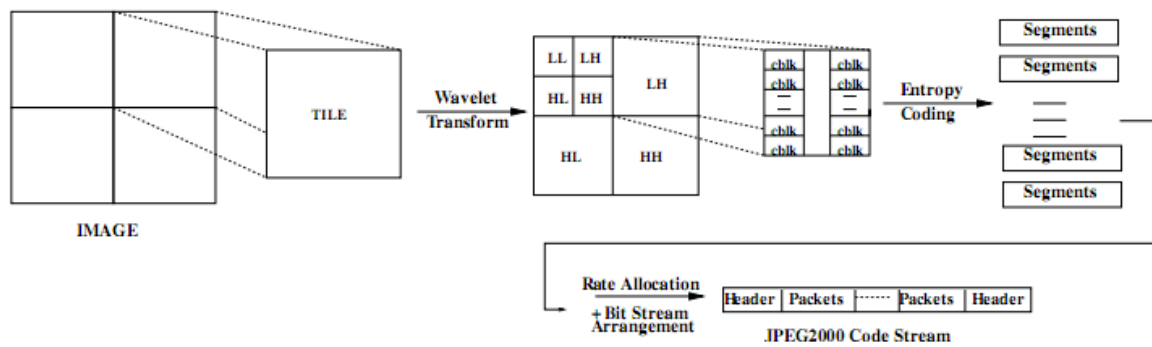 IMAGE
TILE
Wavelet
Transform
LL LH
HL HH
LH
HL
HH
cblk cblk
cblk cblk
cblk cblk
cblk cblk
Entropy
Coding
Segments
Segments
Segments
Segments
Rate Allocation
+ Bit Stream
Arrangement
Header Packets Packets Header
JPEG2000 Code Stream